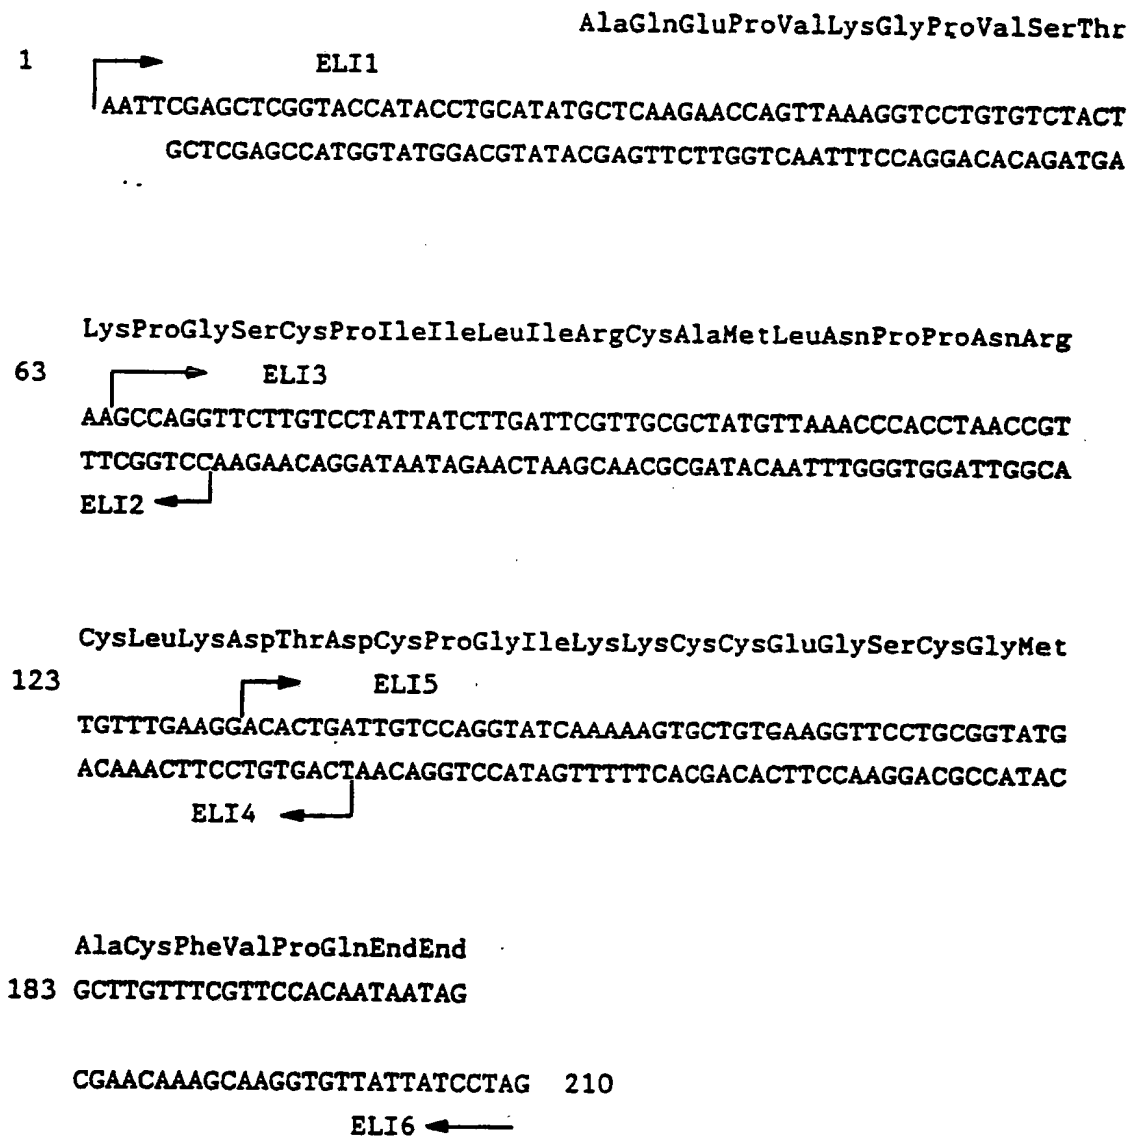 AlaGlnGluProValLysGlyProValSerThr
1 ELI1
AATTCGAGCTCGGTACCATACCTGCATATGCTCAAGAACCAGTTAAAGGTCCTGTGTCTACT
GCTCGAGCCATGGTATGGACGTATACGAGTTCTTGGTCAATTTCCAGGACACAGATGA
LysProGlySerCysProIleIleLeuIleArgCysAlaMetLeuAsnProProAsnArg
63 ELI3
AAGCCAGGTTCTTGTCCTATTATCTTGATTCGTTGCGCTATGTTAAACCCACCTAACCGT
TTCGGTCCAAGAACAGGATAATAGAACTAAGCAACGCGATACAATTTGGGTGGATTGGCA
ELI2
CysLeuLysAspThrAspCysProGlyIleLysLysCysCysGluGlySerCysGlyMet
123 ELI5
TGTTTGAAGGACACTGATTGTCCAGGTATCAAAAAGTGCTGTGAAGGTTCCTGCGGTATG
ACAAACTTCCTGTGACTAACAGGTCCATAGTTTTTCACGACACTTCCAAGGACGCCATAC
ELI4
AlaCysPheValProGlnEndEnd
183 GCTTGTTTCGTTCCACAATAATAG
CGAACAAAGCAAGGTGTTATTATCCTAG 210
ELI6